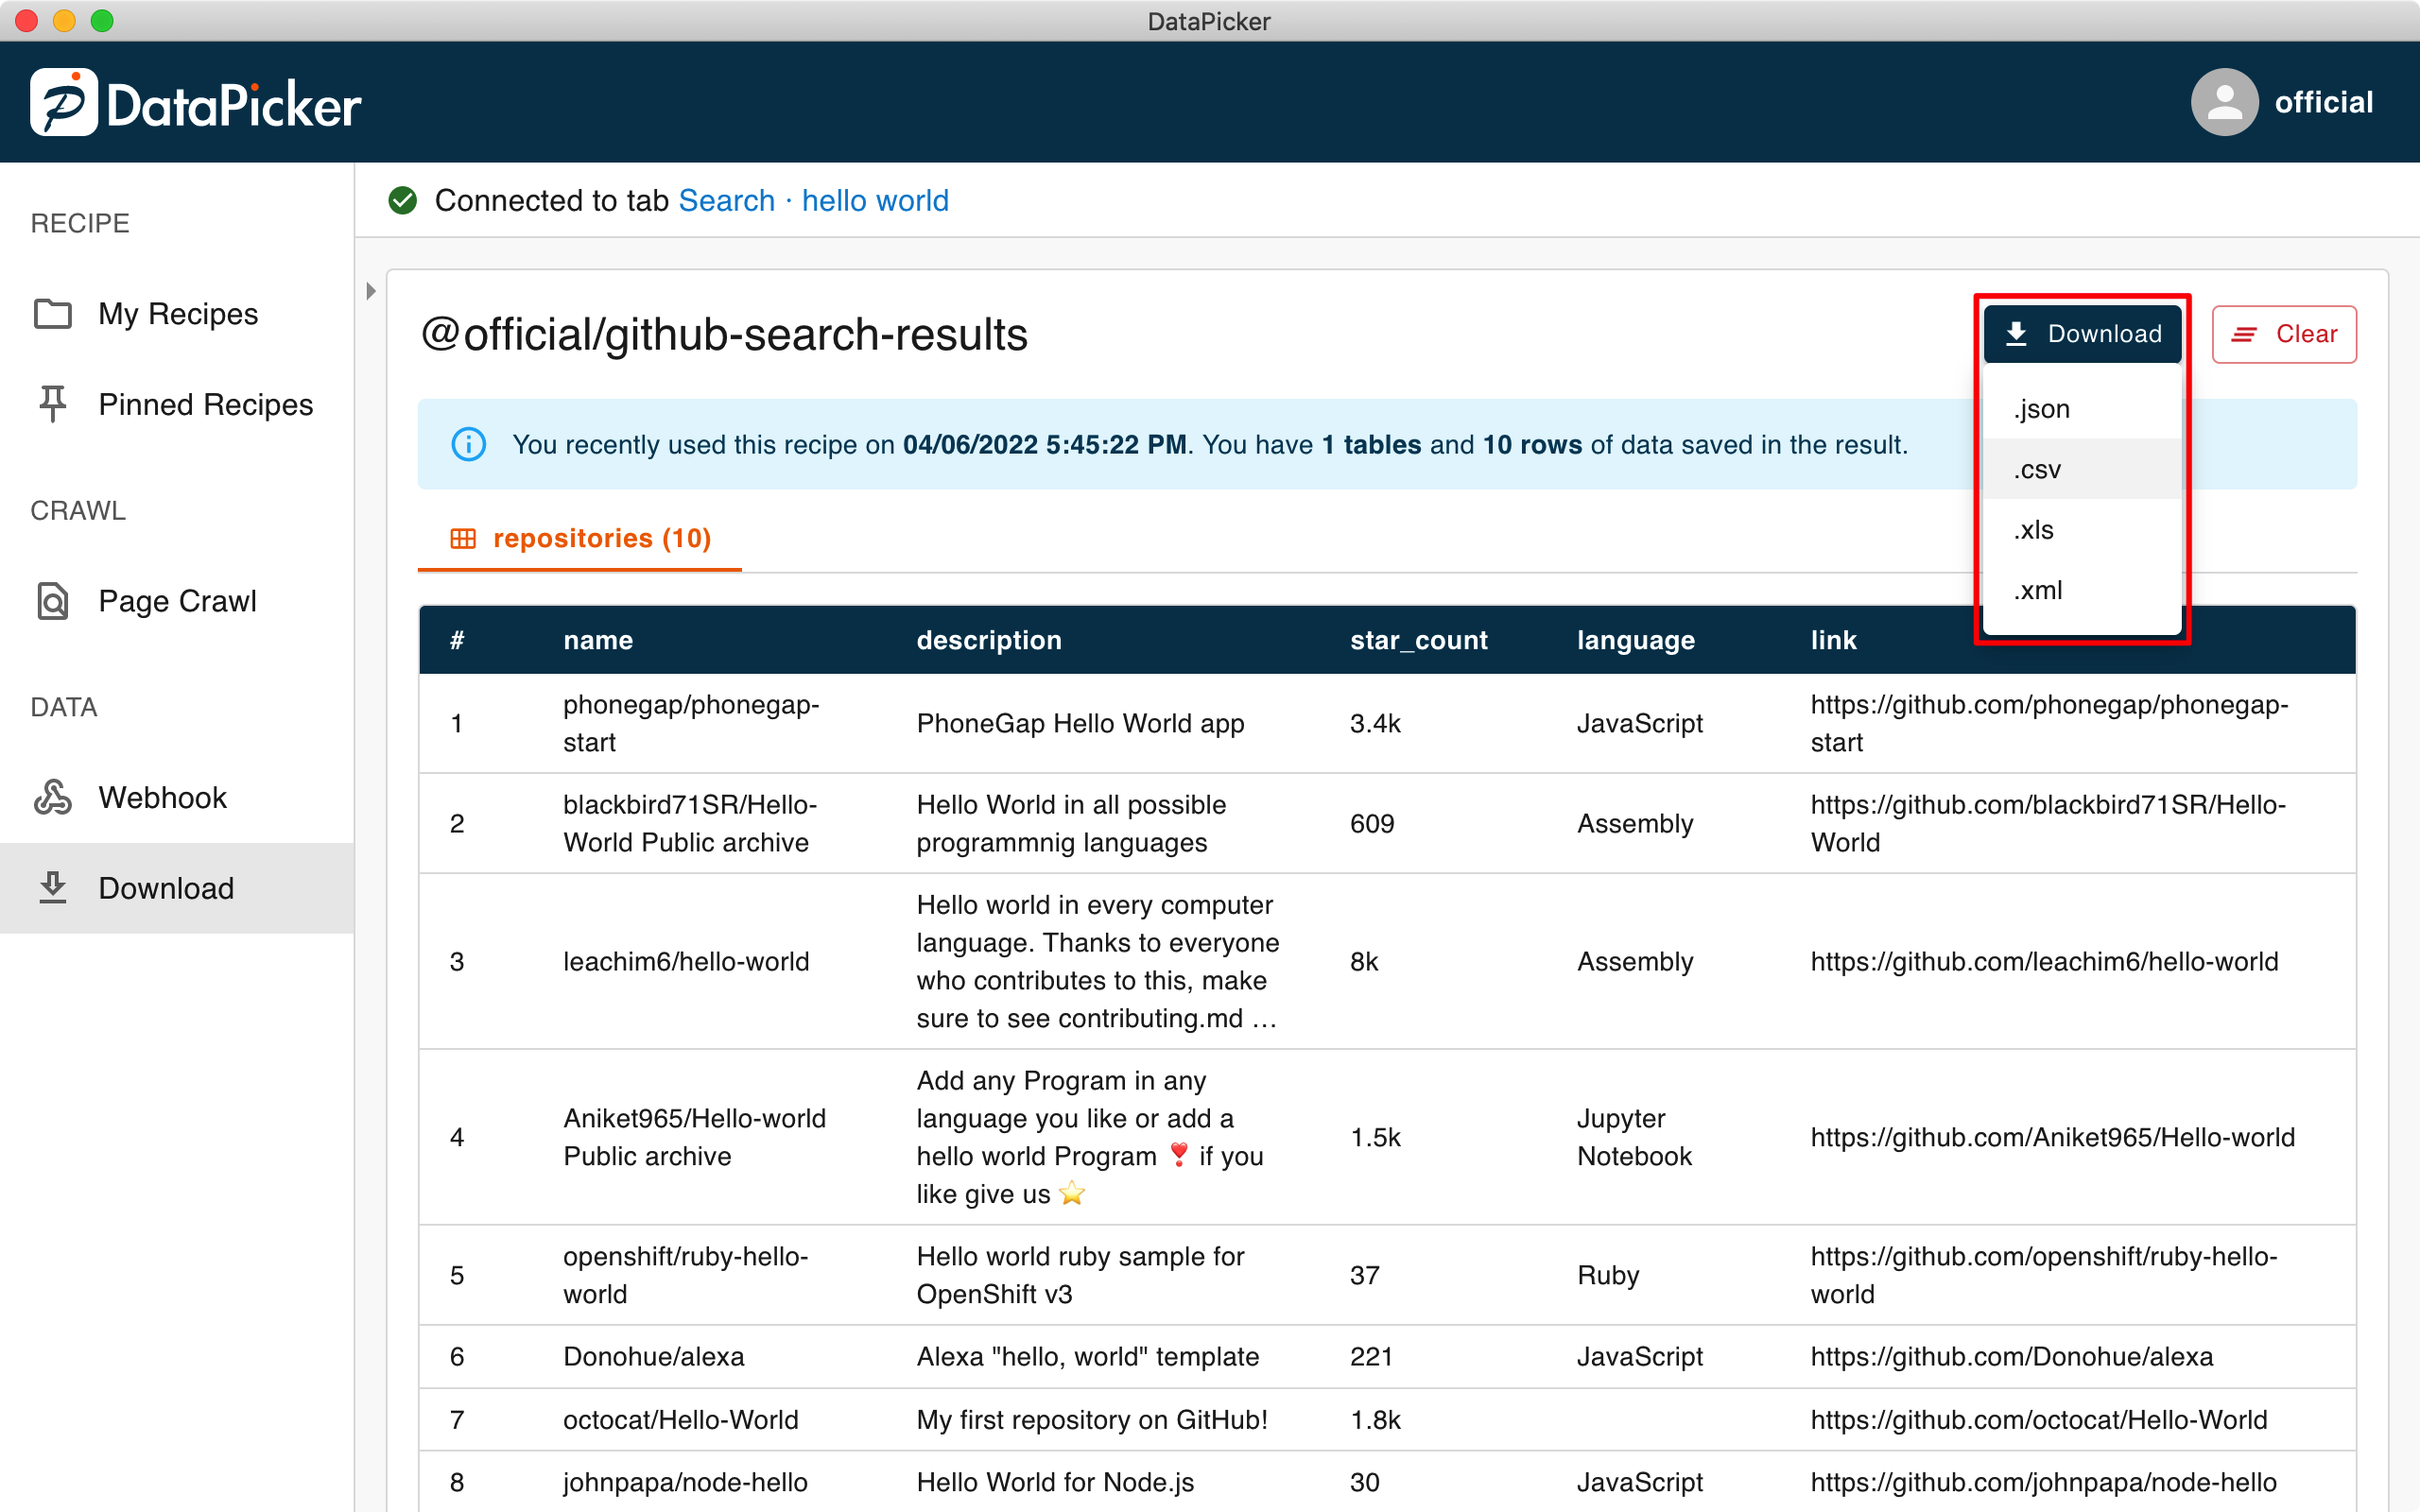 DataPicker
DataPicker
official
RECIPE
My Recipes
Pinned Recipes
CRAWL
Page Crawl
DATA
Webhook
Download
Connected to tab Search · hello world
@official/github-search-results
Download
Clear
.json
.csv
.xls
.xml
You recently used this recipe on 04/06/2022 5:45:22 PM. You have 1 tables and 10 rows of data saved in the result.
repositories (10)
# name description star_count language link
1 phonegap/phonegap-start PhoneGap Hello World app 3.4k JavaScript https://github.com/phonegap/phonegap-start
2 blackbird71SR/Hello-World Public archive Hello World in all possible programmnig languages 609 Assembly https://github.com/blackbird71SR/Hello-World
3 leachim6/hello-world Hello world in every computer language. Thanks to everyone who contributes to this, make sure to see contributing.md … 8k Assembly https://github.com/leachim6/hello-world
4 Aniket965/Hello-world Public archive Add any Program in any language you like or add a hello world Program ❣️ if you like give us ⭐ 1.5k Jupyter Notebook https://github.com/Aniket965/Hello-world
5 openshift/ruby-hello-world Hello world ruby sample for OpenShift v3 37 Ruby https://github.com/openshift/ruby-hello-world
6 Donohue/alexa Alexa "hello, world" template 221 JavaScript https://github.com/Donohue/alexa
7 octocat/Hello-World My first repository on GitHub! 1.8k https://github.com/octocat/Hello-World
8 johnpapa/node-hello Hello World for Node.js 30 JavaScript https://github.com/johnpapa/node-hello